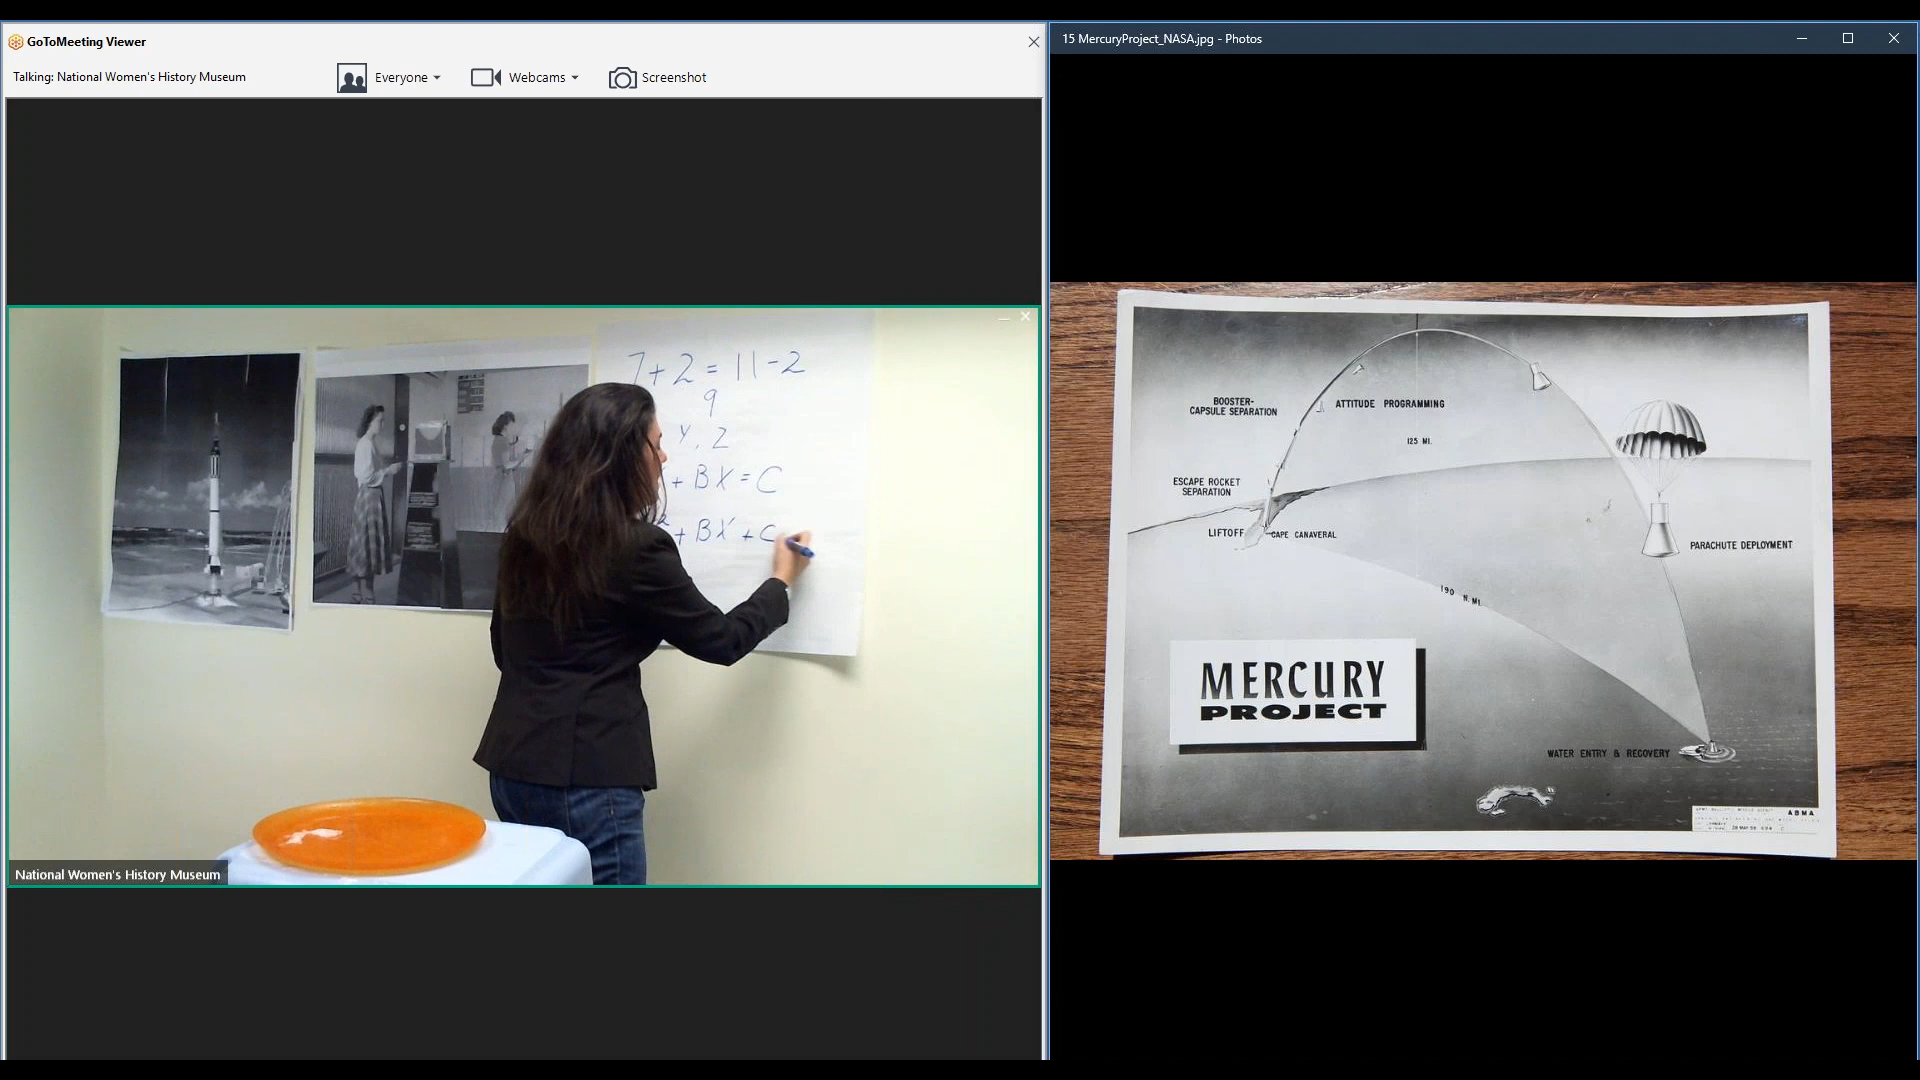 GoToMeeting Viewer
Talking: National Women's History Museum
Everyone
Webcams
Screenshot
7+2 = 11-2
9
Y, Z
+ BX = C
2
+ BX + C
National Women's History Museum
15 MercuryProject_NASA.jpg - Photos
BOOSTER-
CAPSULE SEPARATION
ATTITUDE PROGRAMMING
125 MI.
ESCAPE ROCKET
SEPARATION
LIFTOFF
CAPE CANAVERAL
PARACHUTE DEPLOYMENT
190 N.MI.
MERCURY
PROJECT
WATER ENTRY & RECOVERY
ABMA